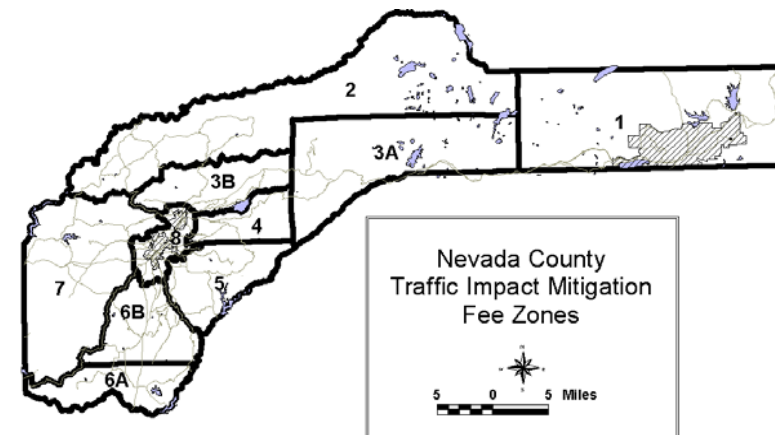 2
1
3A
3B
4
8
7
5
6B
6A
Nevada County
Traffic Impact Mitigation
Fee Zones
5 0 5 Miles